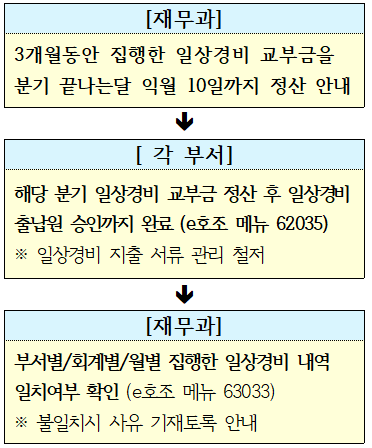 [재무과]
3개월동안 집행한 일상경비 교부금을
분기 끝나는달 익월 10일까지 정산 안내
🡻
[ 각 부서]
해당 분기 일상경비 교부금 정산 후 일상경비
출납원 승인까지 완료 (e호조 메뉴 62035)
※ 일상경비 지출 서류 관리 철저
🡻
[재무과]
부서별/회계별/월별 집행한 일상경비 내역
일치여부 확인 (e호조 메뉴 63033)
※ 불일치시 사유 기재토록 안내